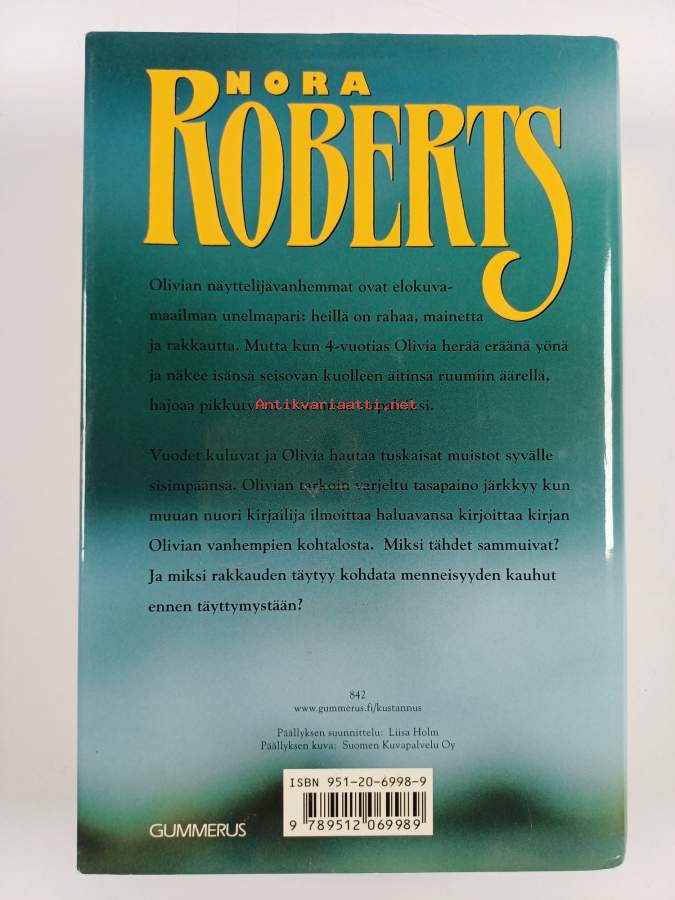 NORA
ROBERTS
Olivian näyttelijävanhemmat ovat elokuva-
maailman unelmapari: heillä on rahaa, mainetta
ja rakkautta. Mutta kun 4-vuotias Olivia herää eräänä yönä
ja näkee isänsä seisovan kuolleen äitinsä ruumiin äärellä,
hajoaa
Antikvariaatti.net
Vuodet kuluvat ja Olivia hautaa tuskaisat muistot syvälle
sisimpäänsä. Olivian tarkoin varjeltu tasapaino järkkyy kun
muuan nuori kirjailija ilmoittaa haluavansa kirjoittaa kirjan
Olivian vanhempien kohtalosta. Miksi tähdet sammuivat?
Ja miksi rakkauden täytyy kohdata menneisyyden kauhut
ennen täyttymystään?
842
www.gummerus.fi/kustannus
Päällyksen suunnittelu: Liisa Holm
Päällyksen kuva: Suomen Kuvapalvelu Oy
ISBN 951-20-6998-9
9 789512 069989
GUMMERUS